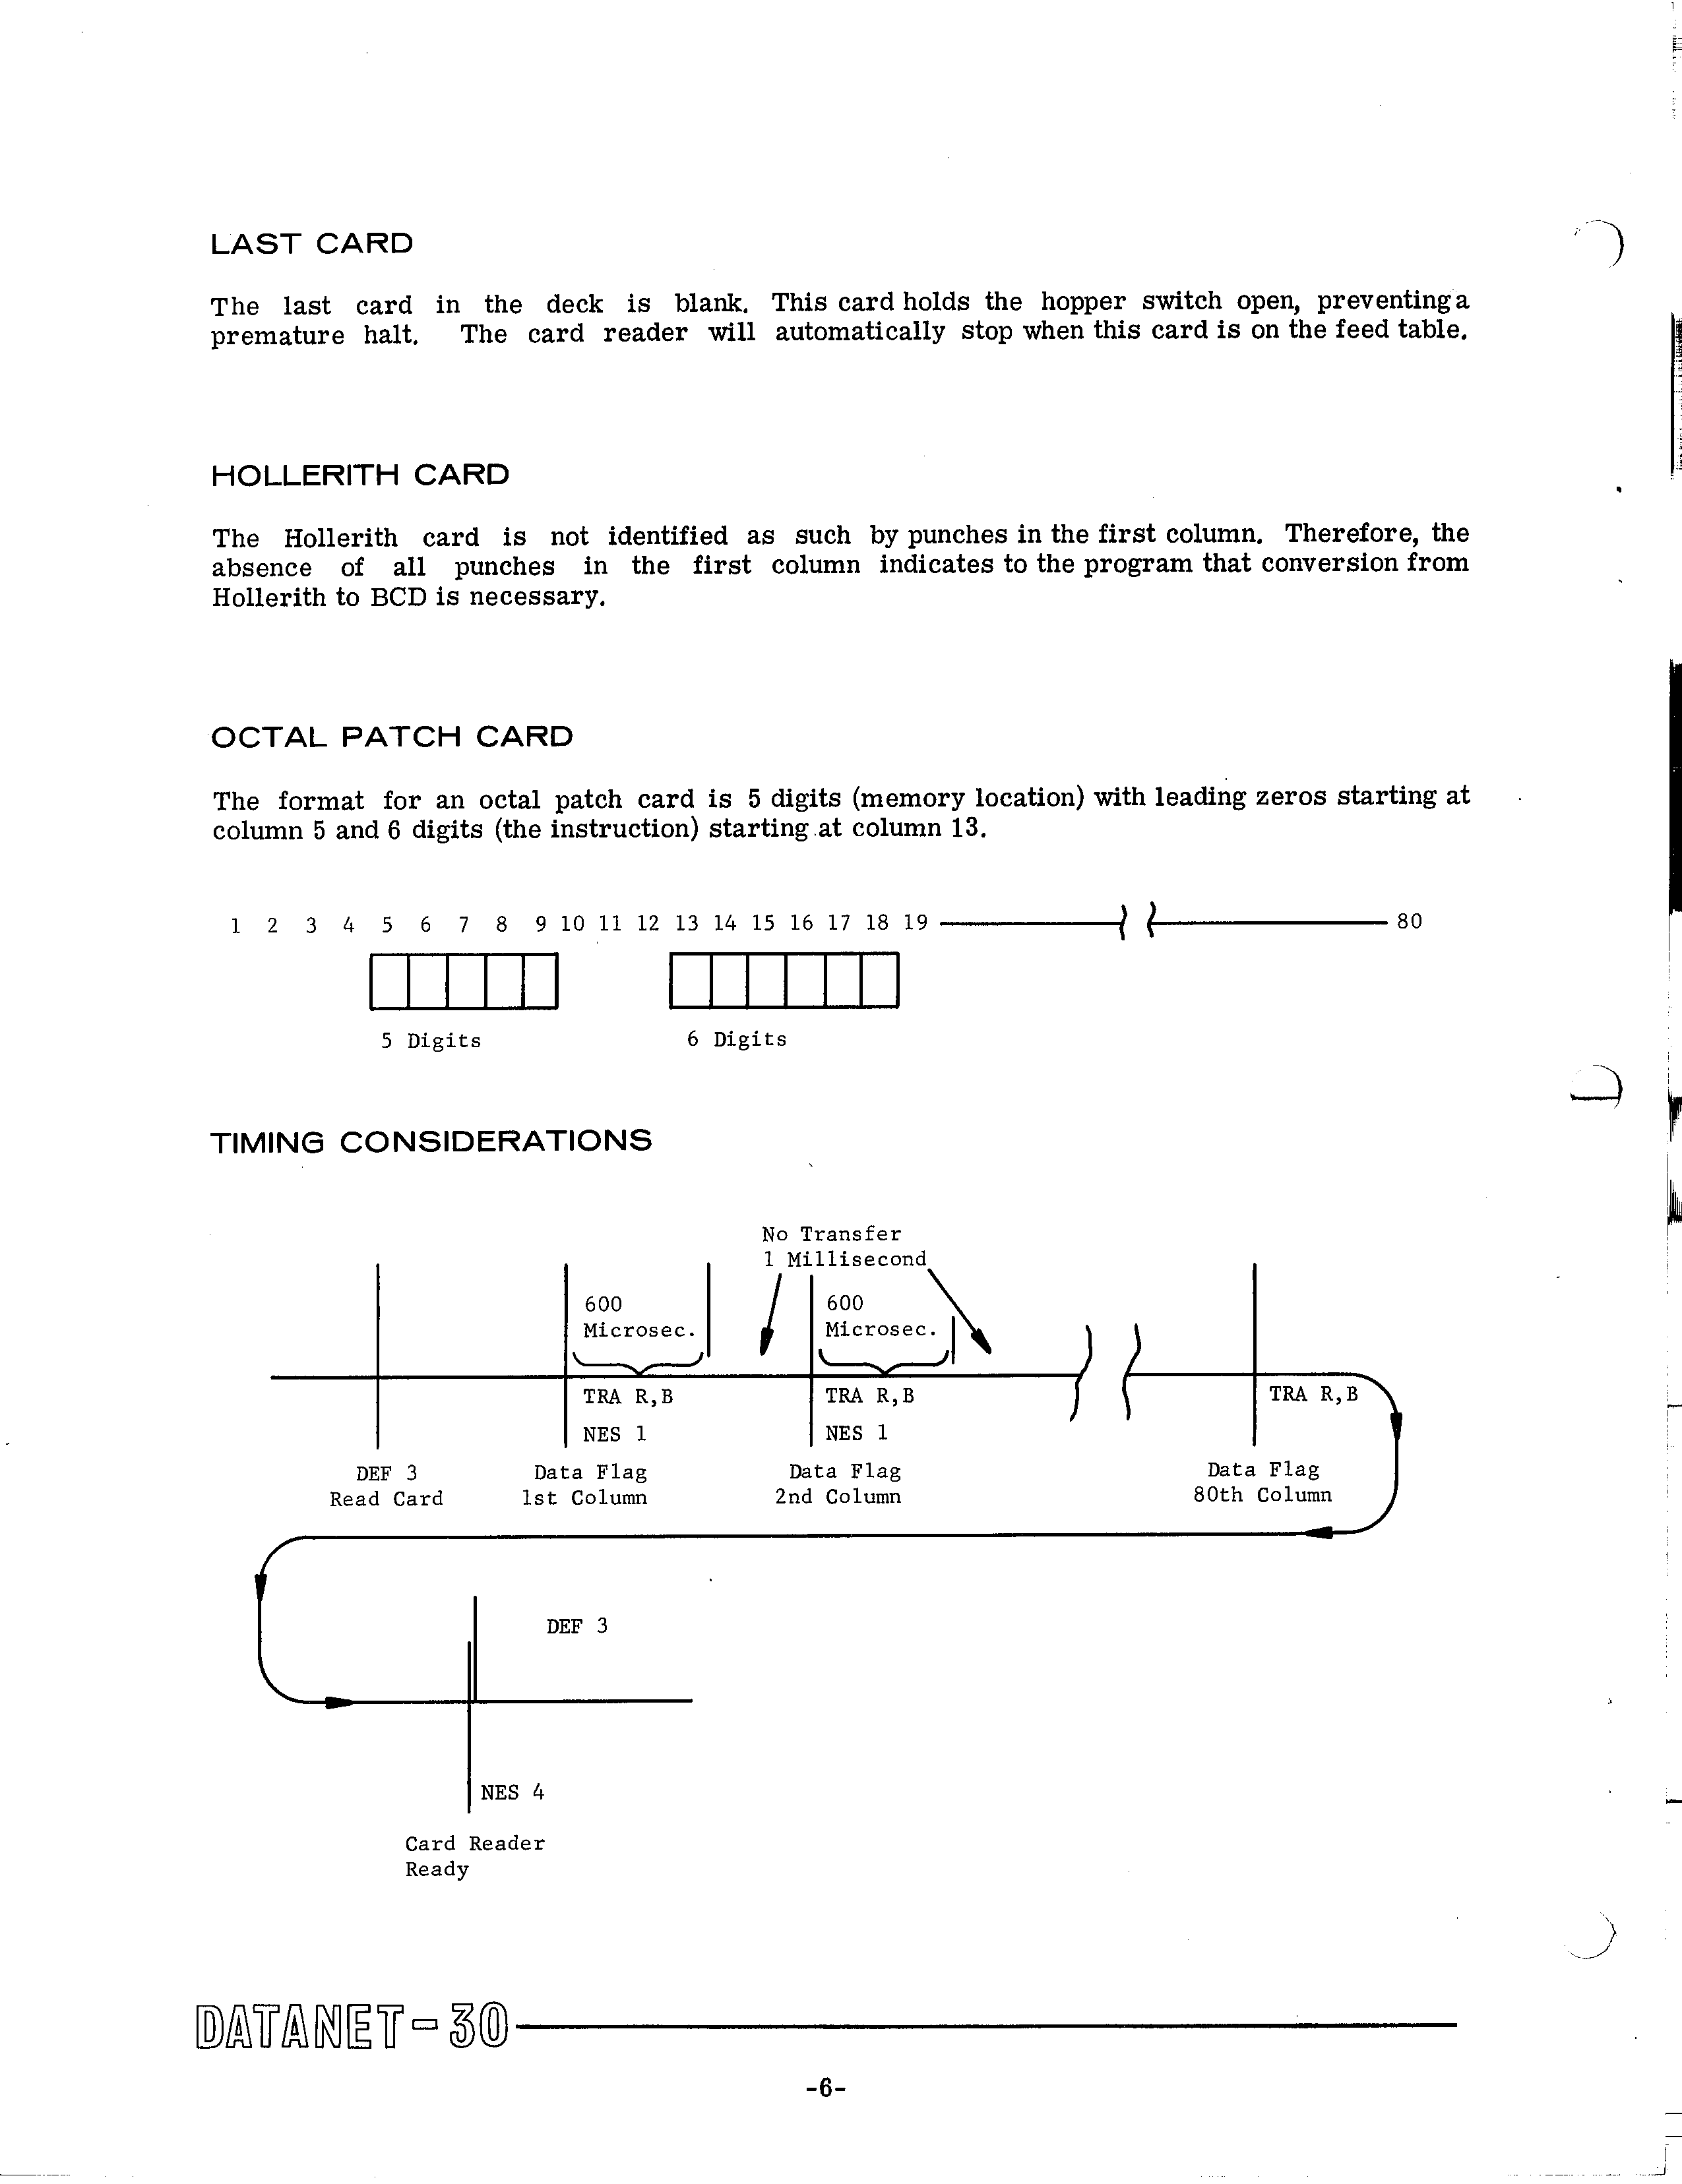 LAST CARD
The last card in the deck is blank. This card holds the hopper switch open, preventing a
premature halt. The card reader will automatically stop when this card is on the feed table.
HOLLERITH CARD
The Hollerith card is not identified as such by punches in the first column. Therefore, the
absence of all punches in the first column indicates to the program that conversion from
Hollerith to BCD is necessary.
OCTAL PATCH CARD
The format for an octal patch card is 5 digits (memory location) with leading zeros starting at
column 5 and 6 digits (the instruction) starting at column 13.
1 2 3 4 5 6 7 8 9 10 11 12 13 14 15 16 17 18 19 80
5 Digits 6 Digits
TIMING CONSIDERATIONS
No Transfer
1 Millisecond
600 600
Microsec. Microsec.
TRA R,B TRA R,B TRA R,B
NES 1 NES 1
DEF 3 Data Flag Data Flag Data Flag
Read Card 1st Column 2nd Column 80th Column
DEF 3
NES 4
Card Reader
Ready
DATANET-30
-6-